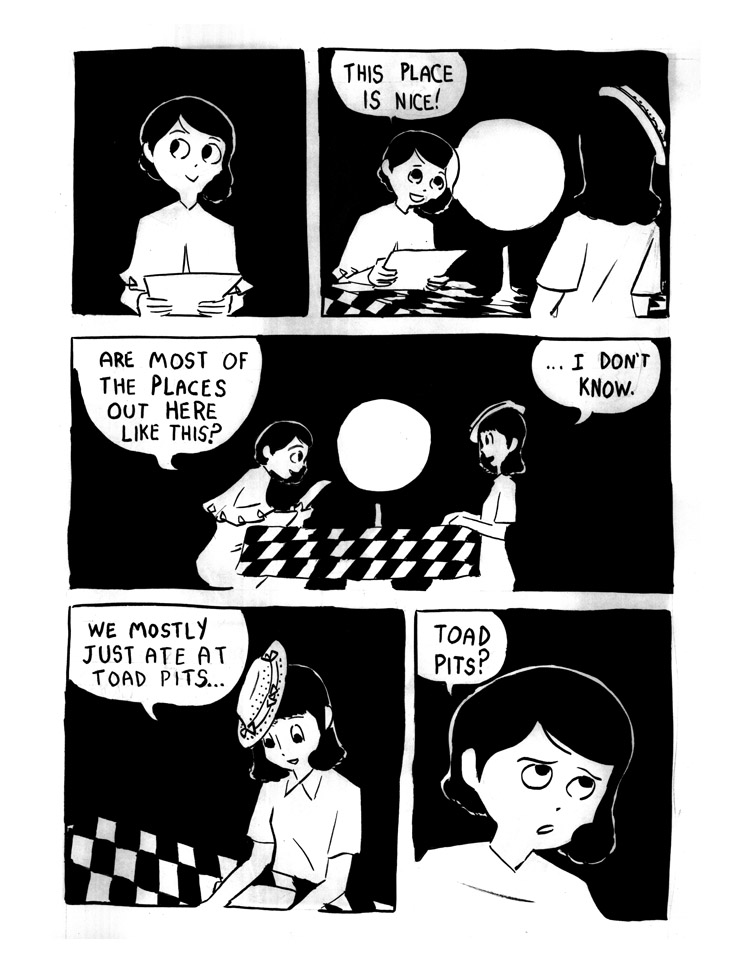 THIS PLACE
IS NICE!
ARE MOST OF
THE PLACES
OUT HERE
LIKE THIS?
...I DON'T
KNOW.
WE MOSTLY
JUST ATE AT
TOAD PITS...
TOAD
PITS?